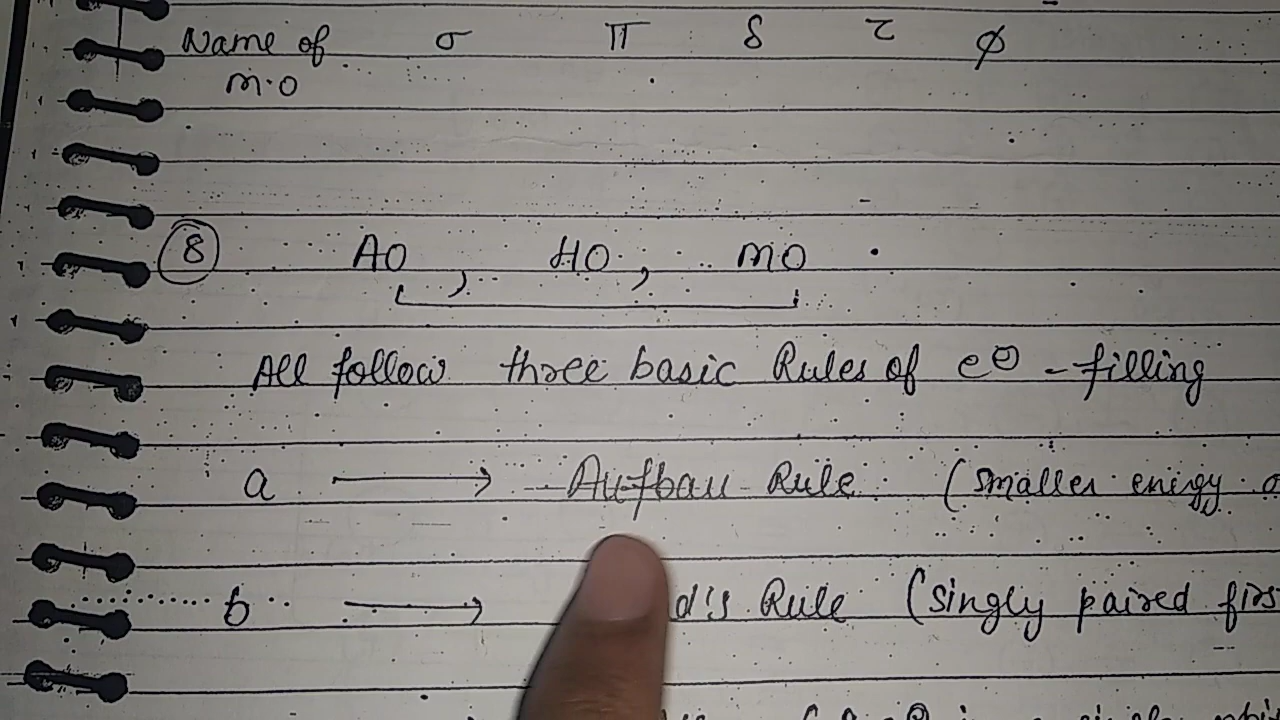 Name of σ π δ τ φ
m.o
8 AO, HO, MO .
All follow three basic Rules of e⊖ - filling
a → Aufbau Rule (smaller energy
b → d's Rule (singly paired firs